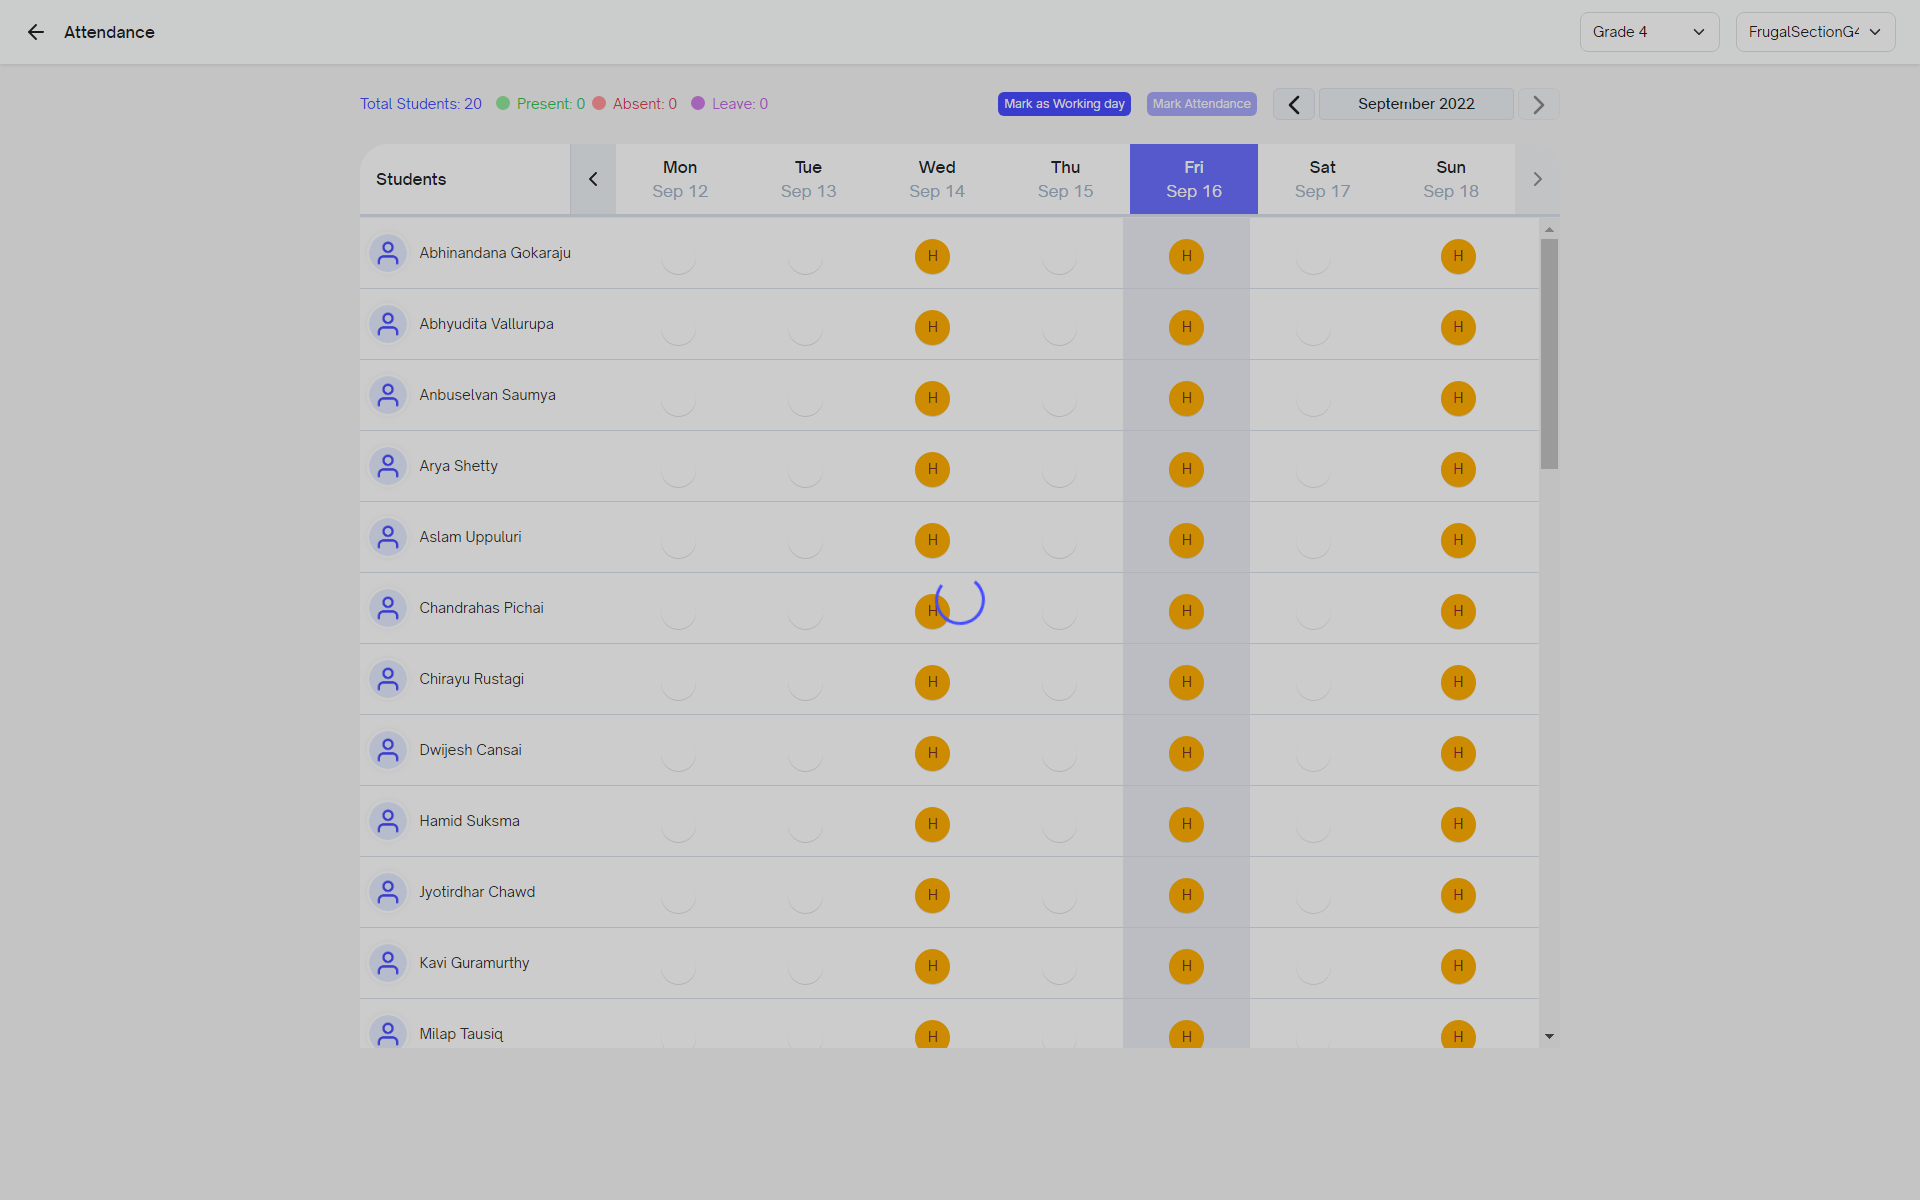 Attendance
Grade 4
FrugalSectionG4
Total Students: 20 Present: 0 Absent: 0 Leave: 0
Mark as Working day
Mark Attendance
September 2022
Students
Mon Tue Wed Thu Fri Sat Sun
Sep 12 Sep 13 Sep 14 Sep 15 Sep 16 Sep 17 Sep 18
Abhinandana Gokaraju H H H
Abhyudita Vallurupa H H H
Anbuselvan Saumya H H H
Arya Shetty H H H
Aslam Uppuluri H H H
Chandrahas Pichai H H H
Chirayu Rustagi H H H
Dwijesh Cansai H H H
Hamid Suksma H H H
Jyotirdhar Chawd H H H
Kavi Guramurthy H H H
Milap Tausiq H H H